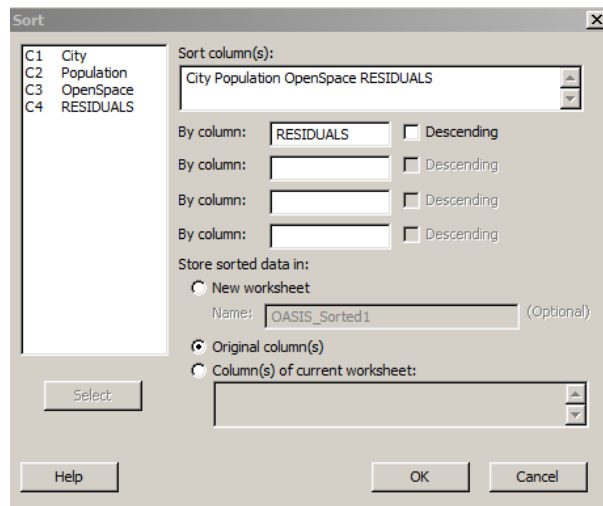 Sort
C1 City
C2 Population
C3 OpenSpace
C4 RESIDUALS
Sort column(s):
City Population OpenSpace RESIDUALS
By column: RESIDUALS Descending
By column: Descending
By column: Descending
By column: Descending
Store sorted data in:
New worksheet
Name: OASIS_Sorted1 (Optional)
Original column(s)
Column(s) of current worksheet:
Select
Help OK Cancel